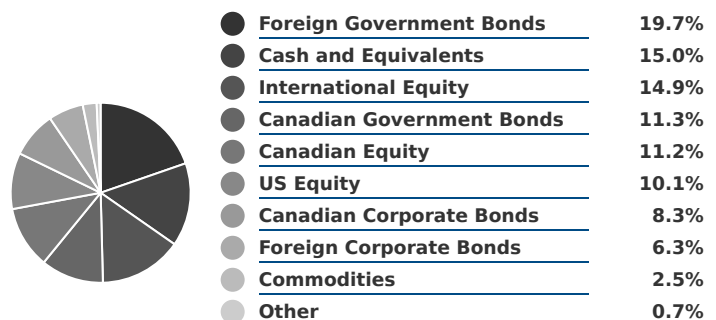 Foreign Government Bonds 19.7%
Cash and Equivalents 15.0%
International Equity 14.9%
Canadian Government Bonds 11.3%
Canadian Equity 11.2%
US Equity 10.1%
Canadian Corporate Bonds 8.3%
Foreign Corporate Bonds 6.3%
Commodities 2.5%
Other 0.7%